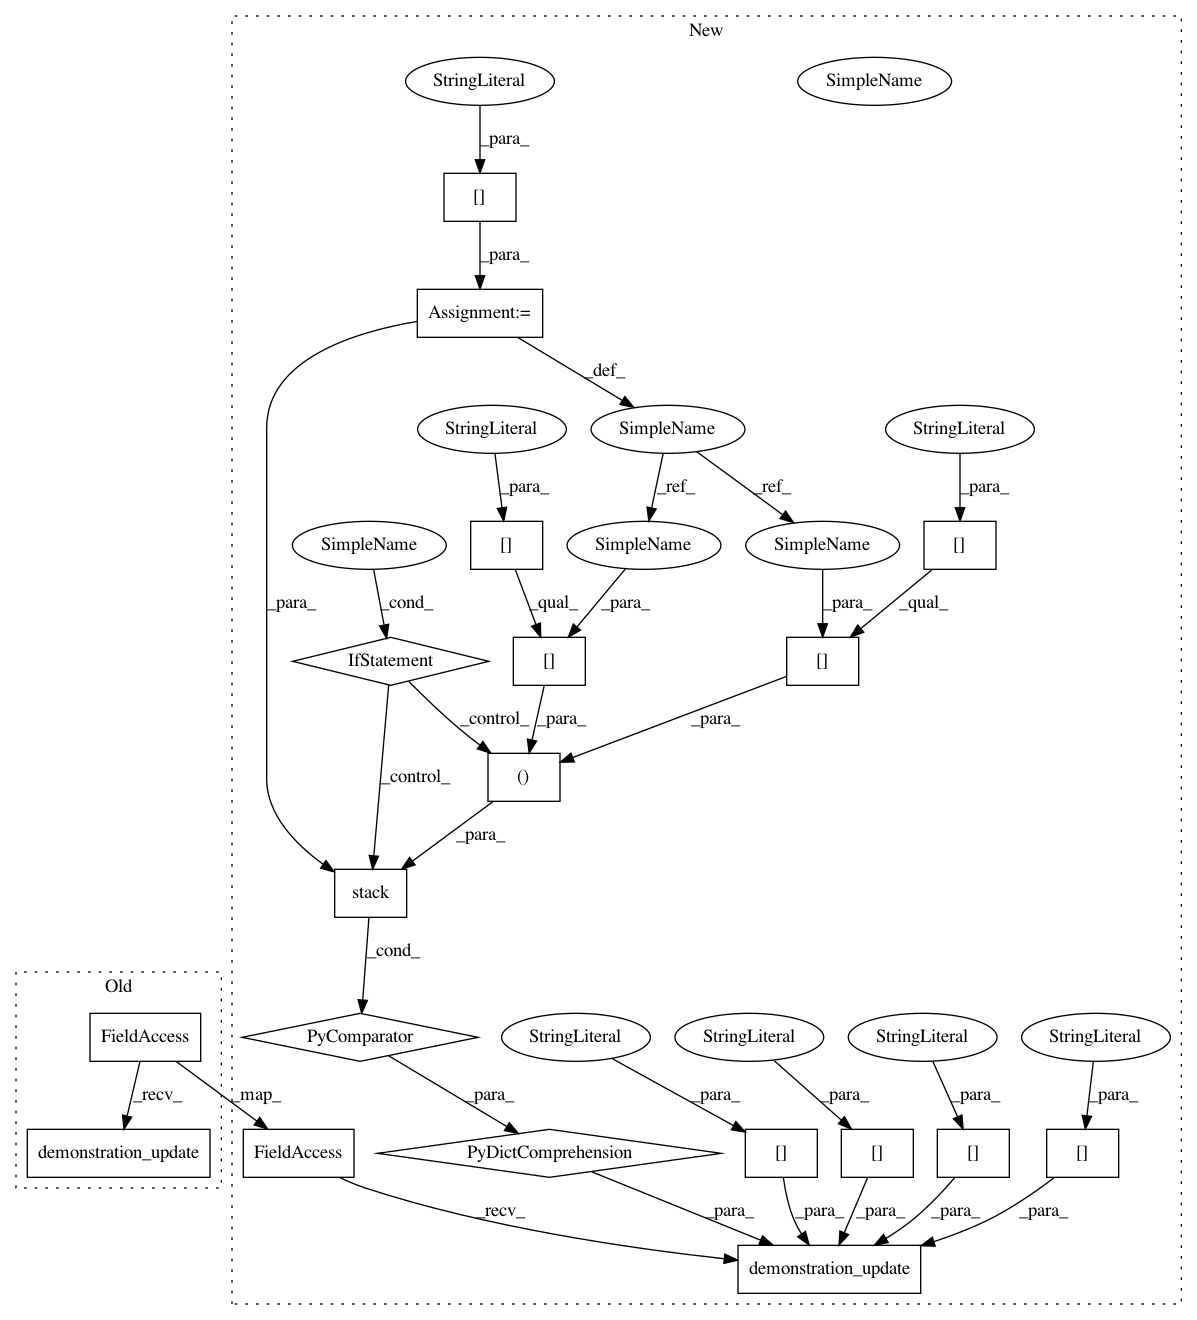 New
StringLiteral
SimpleName
_para_
[]
_para_
Assignment:=
_def_
StringLiteral
SimpleName
StringLiteral
_para_
_ref_
_ref_
_para_
SimpleName
[]
SimpleName
SimpleName
[]
_para_
_cond_
_qual_
_para_
_para_
_qual_
IfStatement
[]
[]
_control_
_para_
_para_
_control_
()
_para_
stack
_cond_
Old
FieldAccess
PyComparator
StringLiteral
StringLiteral
StringLiteral
StringLiteral
_recv_
_map_
_para_
_para_
_para_
_para_
_para_
demonstration_update
FieldAccess
PyDictComprehension
[]
[]
[]
[]
_recv_
_para_
_para_
_para_
_para_
_para_
demonstration_update